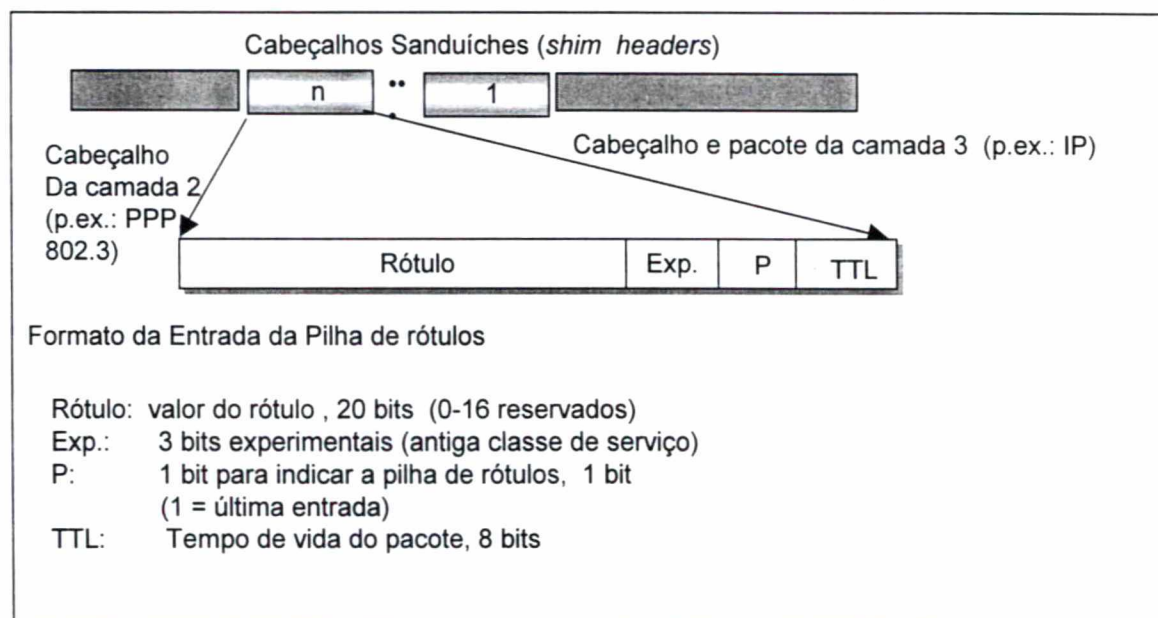 Cabeçalhos Sanduíches (shim headers)
n
..
.
1
Cabeçalho e pacote da camada 3 (p.ex.: IP)
Cabeçalho
Da camada 2
(p.ex.: PPP
802.3)
Rótulo Exp. P TTL
Formato da Entrada da Pilha de rótulos
Rótulo: valor do rótulo , 20 bits (0-16 reservados)
Exp.: 3 bits experimentais (antiga classe de serviço)
P: 1 bit para indicar a pilha de rótulos, 1 bit
(1 = última entrada)
TTL: Tempo de vida do pacote, 8 bits